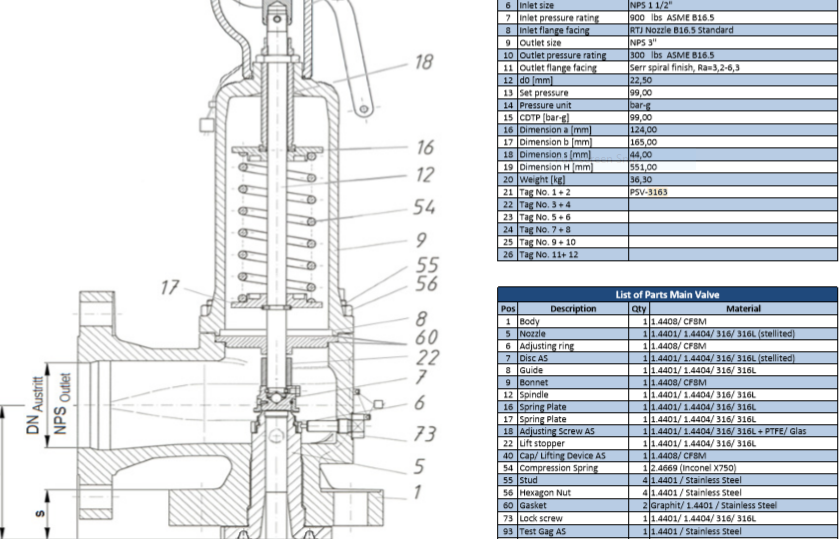 18
16
12
54
9
55
56
17
8
60
22
7
6
73
5
1
DN Austritt
NPS Outlet
s
6 Inlet size NPS 1 1/2"
7 Inlet pressure rating 900 lbs ASME B16.5
8 Inlet flange facing RTJ Nozzle B16.5 Standard
9 Outlet size NPS 3"
10 Outlet pressure rating 300 lbs ASME B16.5
11 Outlet flange facing Serr spiral finish, Ra=3,2-6,3
12 d0 [mm] 22,50
13 Set pressure 99,00
14 Pressure unit bar-g
15 CDTP [bar-g] 99,00
16 Dimension a [mm] 124,00
17 Dimension b [mm] 165,00
18 Dimension s [mm] 44,00
19 Dimension H [mm] 551,00
20 Weight [kg] 36,30
21 Tag No. 1 + 2 PSV-3163
22 Tag No. 3 + 4
23 Tag No. 5 + 6
24 Tag No. 7 + 8
25 Tag No. 9 + 10
26 Tag No. 11+ 12
List of Parts Main Valve
Pos Description Qty Material
1 Body 1 1.4408/ CF8M
5 Nozzle 1 1.4401/ 1.4404/ 316/ 316L (stellited)
6 Adjusting ring 1 1.4408/ CF8M
7 Disc AS 1 1.4401/ 1.4404/ 316/ 316L (stellited)
8 Guide 1 1.4401/ 1.4404/ 316/ 316L
9 Bonnet 1 1.4408/ CF8M
12 Spindle 1 1.4401/ 1.4404/ 316/ 316L
16 Spring Plate 1 1.4401/ 1.4404/ 316/ 316L
17 Spring Plate 1 1.4401/ 1.4404/ 316/ 316L
18 Adjusting Screw AS 1 1.4401/ 1.4404/ 316/ 316L + PTFE/ Glas
22 Lift stopper 1 1.4401/ 1.4404/ 316/ 316L
40 Cap/ Lifting Device AS 1 1.4408/ CF8M
54 Compression Spring 1 2.4669 (Inconel X750)
55 Stud 4 1.4401 / Stainless Steel
56 Hexagon Nut 4 1.4401 / Stainless Steel
60 Gasket 2 Graphit/ 1.4401 / Stainless Steel
73 Lock screw 1 1.4401/ 1.4404/ 316/ 316L
93 Test Gag AS 1 1.4401 / Stainless Steel